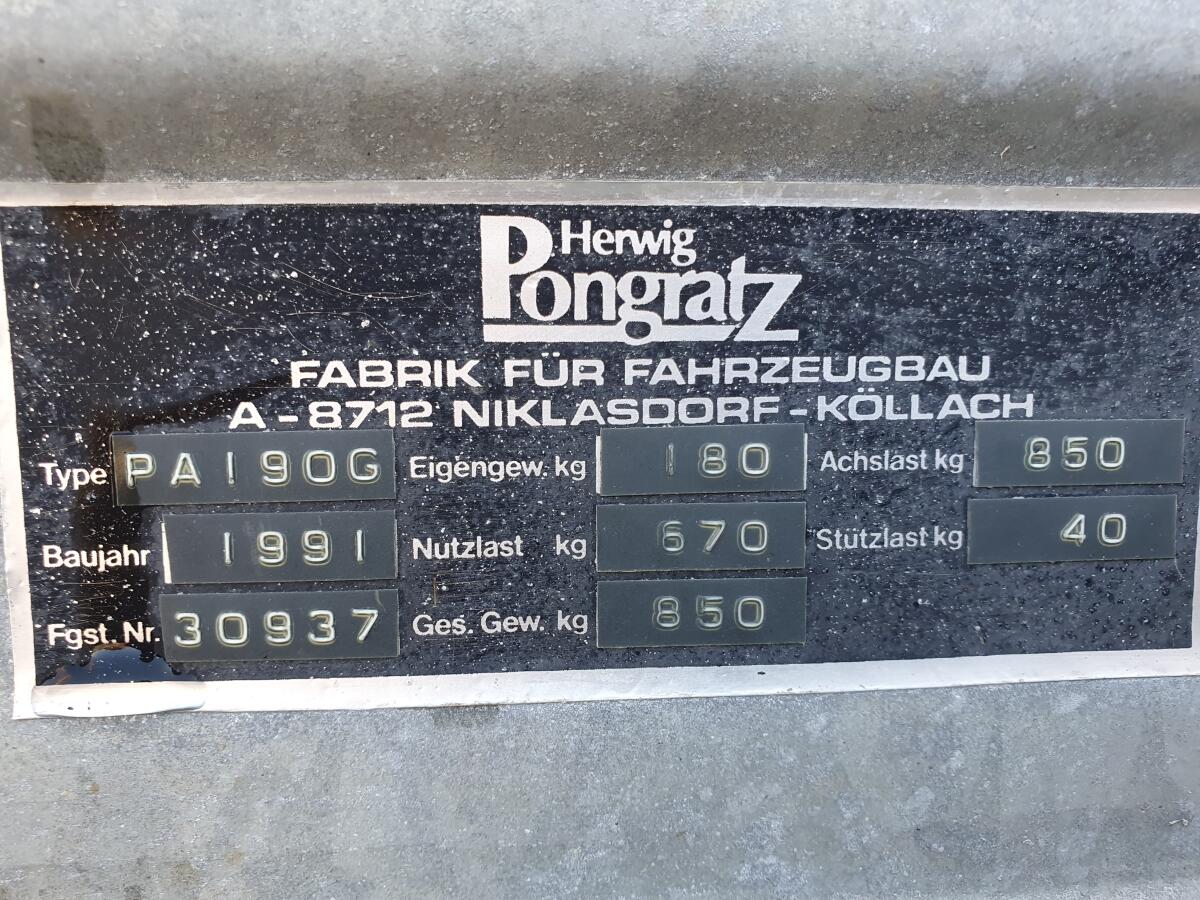 Herwig
Pongratz
FABRIK FÜR FAHRZEUGBAU
A-8712 NIKLASDORF-KÖLLACH
Type PA190G Eigengew. kg 180 Achslast kg 850
Baujahr 1991 Nutzlast kg 670 Stützlast kg 40
Fgst. Nr. 30937 Ges. Gew. kg 850